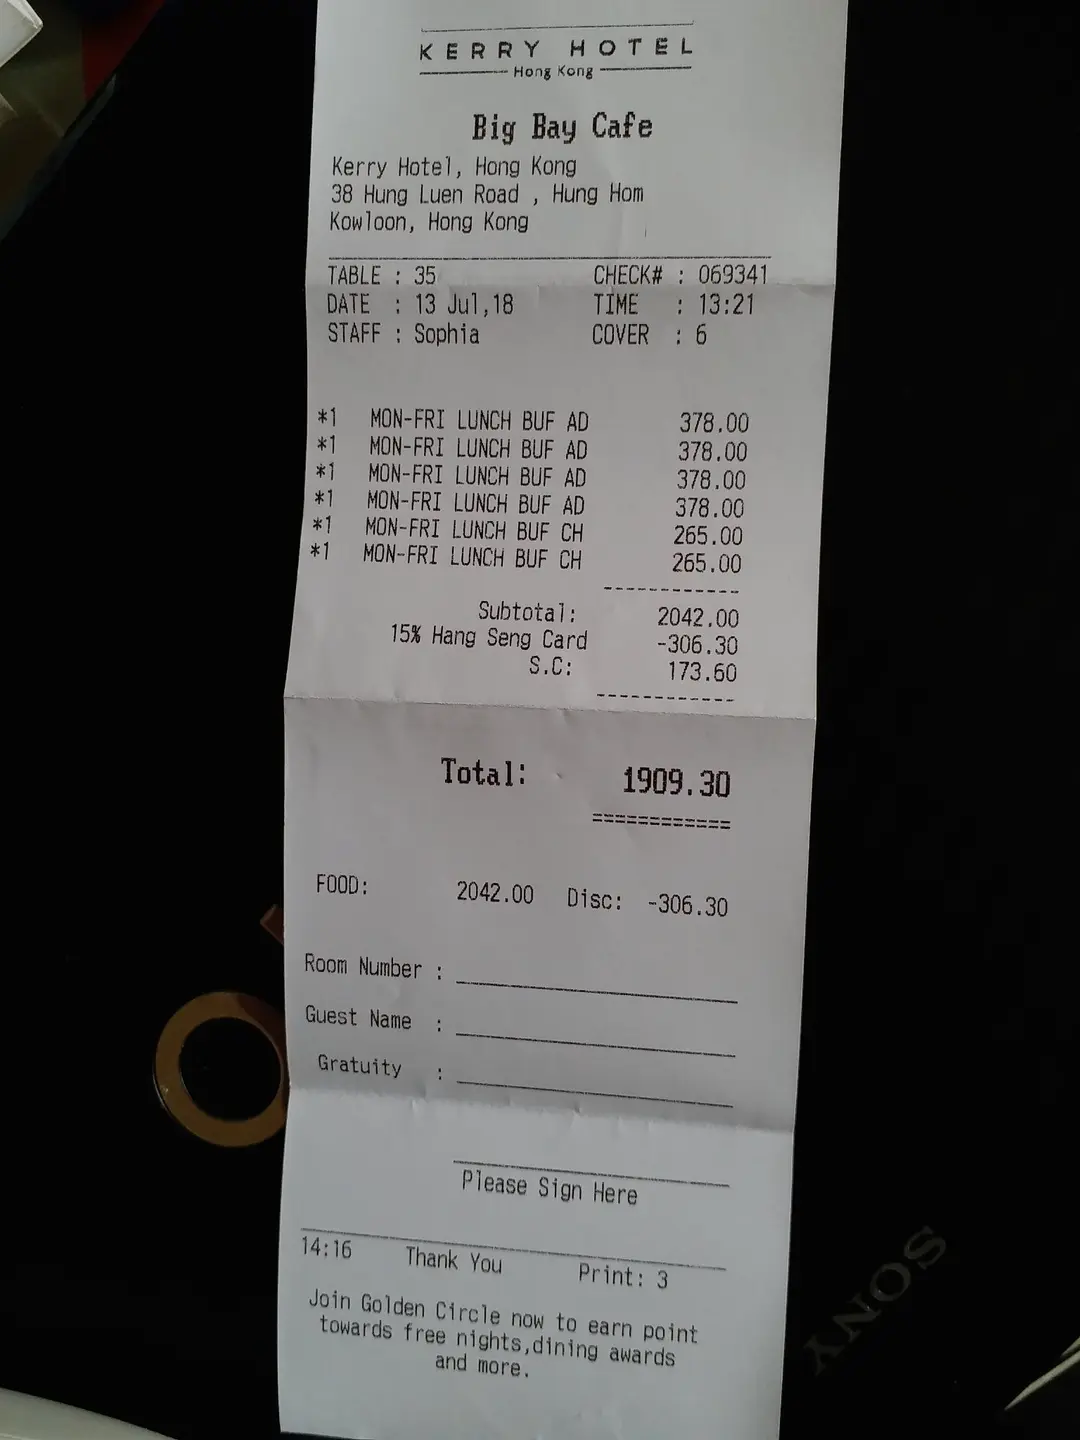 KERRY HOTEL
Hong Kong
Big Bay Cafe
Kerry Hotel, Hong Kong
38 Hung Luen Road , Hung Hom
Kowloon, Hong Kong
TABLE : 35 CHECK# : 069341
DATE : 13 Jul,18 TIME : 13:21
STAFF : Sophia COVER : 6
*1 MON-FRI LUNCH BUF AD 378.00
*1 MON-FRI LUNCH BUF AD 378.00
*1 MON-FRI LUNCH BUF AD 378.00
*1 MON-FRI LUNCH BUF AD 378.00
*1 MON-FRI LUNCH BUF CH 265.00
*1 MON-FRI LUNCH BUF CH 265.00
------------
Subtotal: 2042.00
15% Hang Seng Card -306.30
S.C: 173.60
------------
Total: 1909.30
============
FOOD: 2042.00 Disc: -306.30
Room Number :
Guest Name :
Gratuity :
Please Sign Here
14:16 Thank You Print: 3
Join Golden Circle now to earn point
towards free nights,dining awards
and more.
SONY